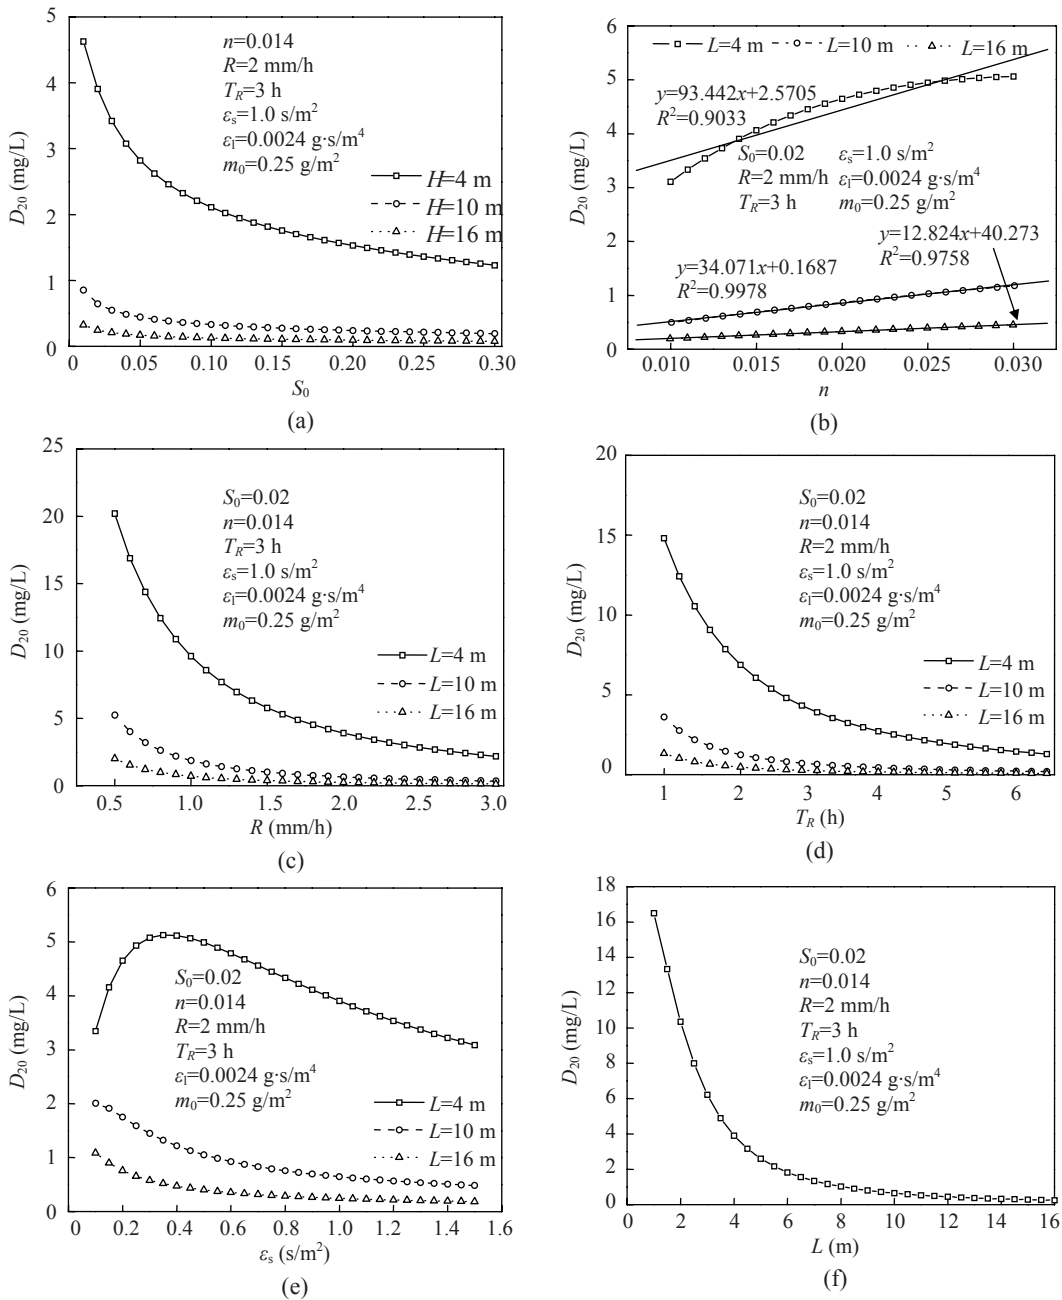 5
4
3
2
1
0
D20 (mg/L)
n=0.014
R=2 mm/h
TR=3 h
εs=1.0 s/m2
εl=0.0024 g·s/m4
m0=0.25 g/m2
H=4 m
H=10 m
H=16 m
0 0.05 0.10 0.15 0.20 0.25 0.30
S0
(a)
6
5
4
3
2
1
0
D20 (mg/L)
L=4 m L=10 m L=16 m
y=93.442x+2.5705
R2=0.9033
S0=0.02 εs=1.0 s/m2
R=2 mm/h εl=0.0024 g·s/m4
TR=3 h m0=0.25 g/m2
y=12.824x+40.273
R2=0.9758
y=34.071x+0.1687
R2=0.9978
0.010 0.015 0.020 0.025 0.030
n
(b)
25
20
15
10
5
0
D20 (mg/L)
S0=0.02
n=0.014
TR=3 h
εs=1.0 s/m2
εl=0.0024 g·s/m4
m0=0.25 g/m2
L=4 m
L=10 m
L=16 m
0.5 1.0 1.5 2.0 2.5 3.0
R (mm/h)
(c)
20
15
10
5
0
D20 (mg/L)
S0=0.02
n=0.014
R=2 mm/h
εs=1.0 s/m2
εl=0.0024 g·s/m4
m0=0.25 g/m2
L=4 m
L=10 m
L=16 m
1 2 3 4 5 6
TR (h)
(d)
6
5
4
3
2
1
0
D20 (mg/L)
S0=0.02
n=0.014
R=2 mm/h
TR=3 h
εl=0.0024 g·s/m4
m0=0.25 g/m2
L=4 m
L=10 m
L=16 m
0 0.2 0.4 0.6 0.8 1.0 1.2 1.4 1.6
εs (s/m2)
(e)
18
16
14
12
10
8
6
4
2
0
D20 (mg/L)
S0=0.02
n=0.014
R=2 mm/h
TR=3 h
εs=1.0 s/m2
εl=0.0024 g·s/m4
m0=0.25 g/m2
0 2 4 6 8 10 12 14 16
L (m)
(f)